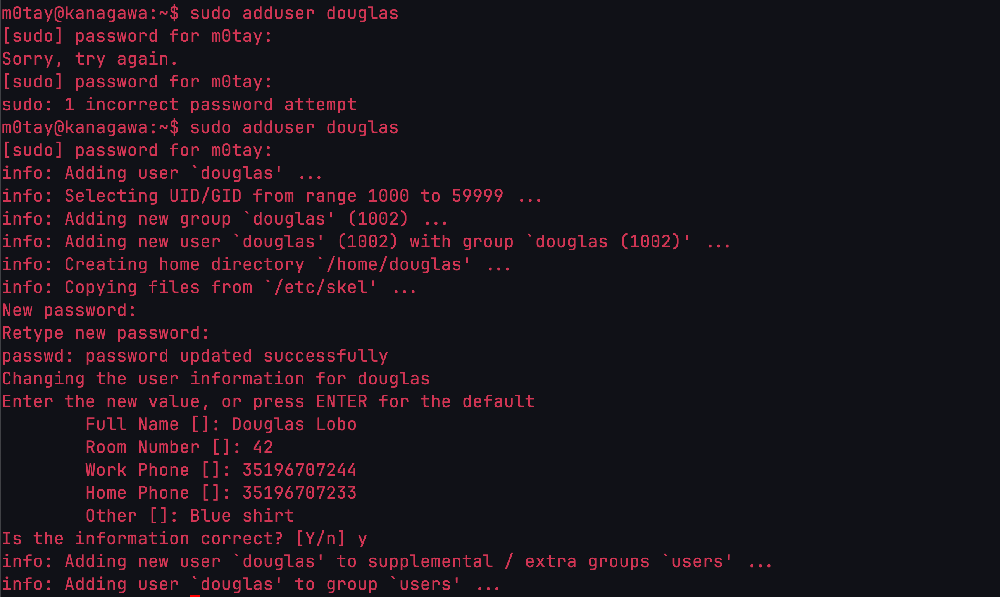 m0tay@kanagawa:~$ sudo adduser douglas
[sudo] password for m0tay:
Sorry, try again.
[sudo] password for m0tay:
sudo: 1 incorrect password attempt
m0tay@kanagawa:~$ sudo adduser douglas
[sudo] password for m0tay:
info: Adding user `douglas' ...
info: Selecting UID/GID from range 1000 to 59999 ...
info: Adding new group `douglas' (1002) ...
info: Adding new user `douglas' (1002) with group `douglas (1002)' ...
info: Creating home directory `/home/douglas' ...
info: Copying files from `/etc/skel' ...
New password:
Retype new password:
passwd: password updated successfully
Changing the user information for douglas
Enter the new value, or press ENTER for the default
        Full Name []: Douglas Lobo
        Room Number []: 42
        Work Phone []: 35196707244
        Home Phone []: 35196707233
        Other []: Blue shirt
Is the information correct? [Y/n] y
info: Adding new user `douglas' to supplemental / extra groups `users' ...
info: Adding user `douglas' to group `users' ...